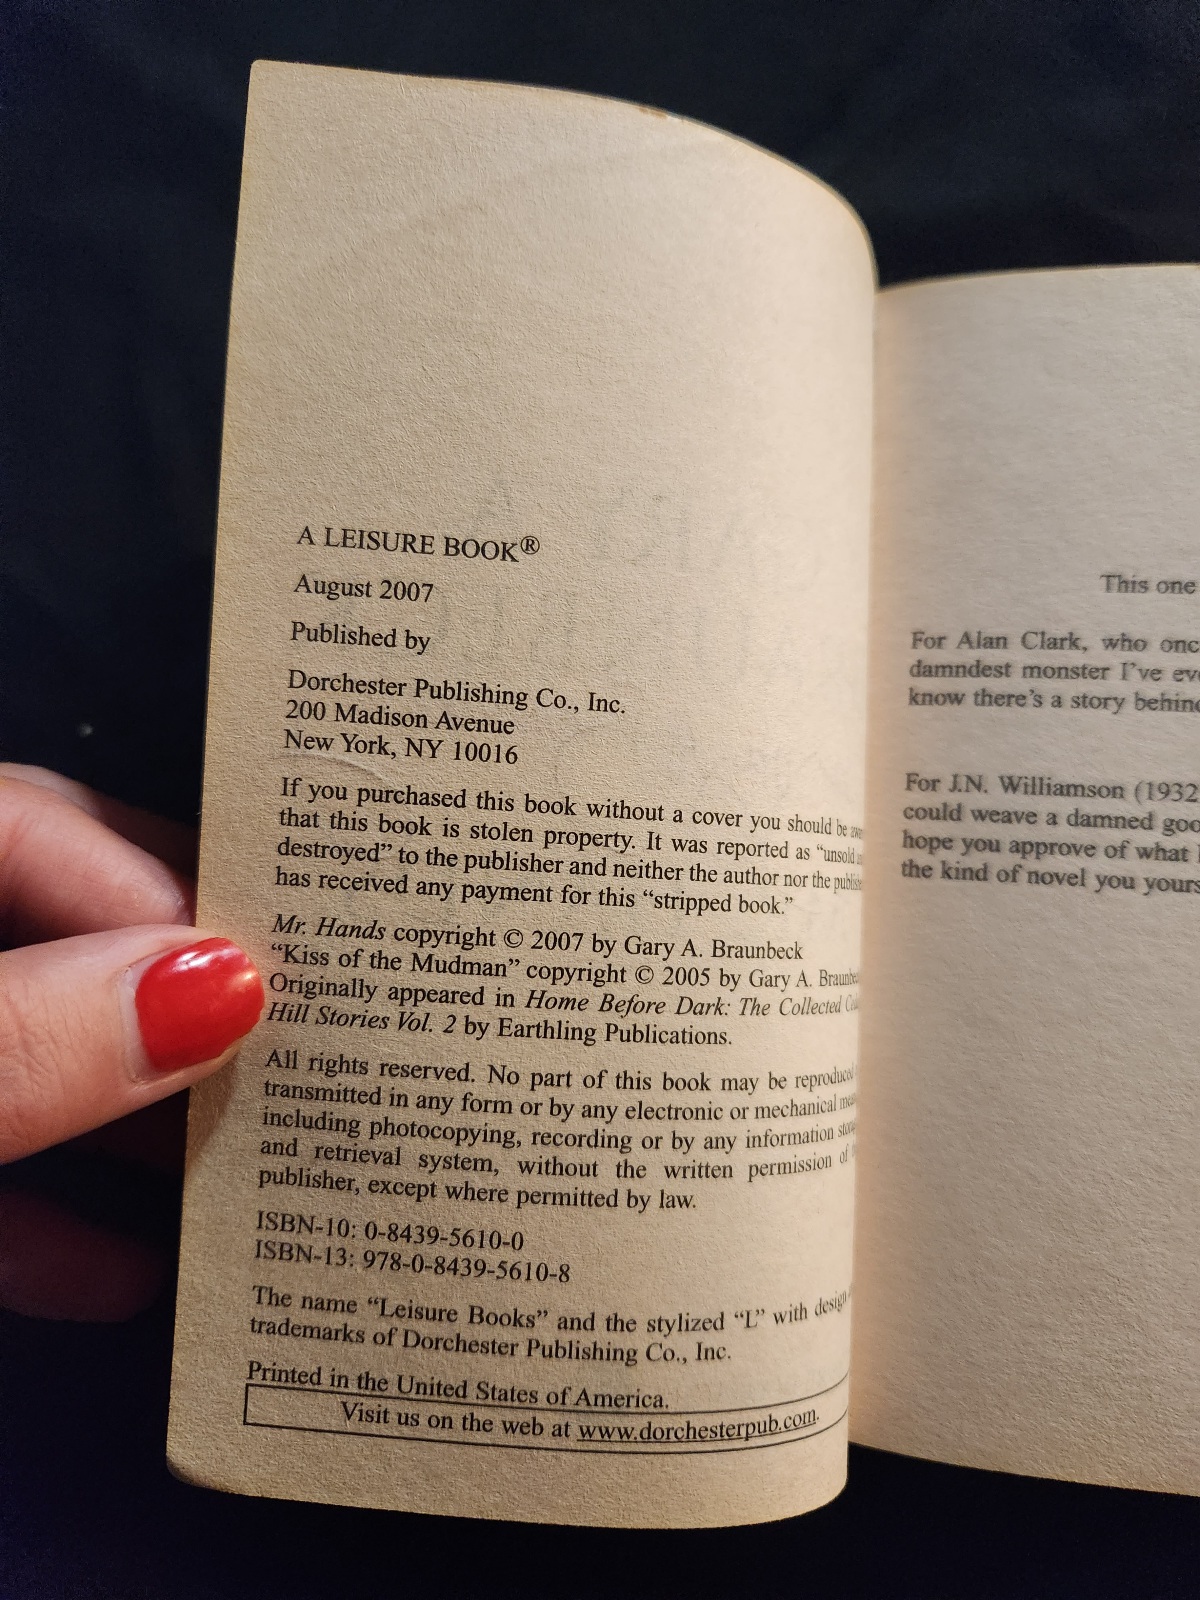 A LEISURE BOOK®
August 2007
Published by
Dorchester Publishing Co., Inc.
200 Madison Avenue
New York, NY 10016
If you purchased this book without a cover you should be
that this book is stolen property. It was reported as “unsold
destroyed” to the publisher and neither the author nor the
has received any payment for this “stripped book.”
Mr. Hands copyright © 2007 by Gary A. Braunbeck
“Kiss of the Mudman” copyright © 2005 by Gary A.
Originally appeared in Home Before Dark: The Collected
Hill Stories Vol. 2 by Earthling Publications.
All rights reserved. No part of this book may be reproduced
transmitted in any form or by any electronic or mechanical
including photocopying, recording or by any information
and retrieval system, without the written permission of
publisher, except where permitted by law.
ISBN-10: 0-8439-5610-0
ISBN-13: 978-0-8439-5610-8
The name “Leisure Books” and the stylized “L” with design
trademarks of Dorchester Publishing Co., Inc.
Printed in the United States of America.
Visit us on the web at www.dorchesterpub.com.
This one
For Alan Clark, who
damndest monster I’ve
know there’s a story
For J.N. Williamson (1932
could weave a damned
hope you approve of what
the kind of novel you